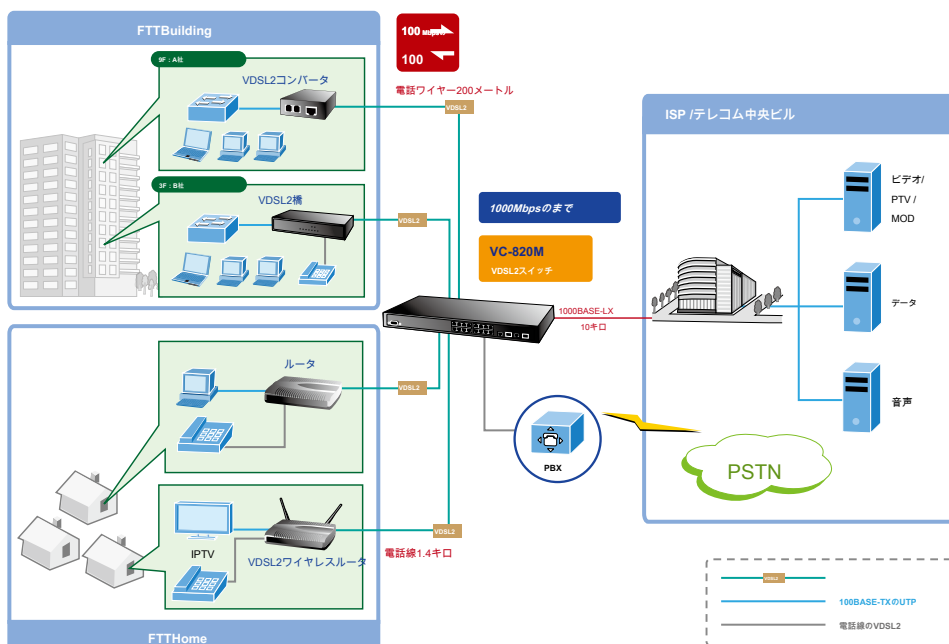 FTTBuilding
9F：A社
VDSL2コンバータ
3F：B社
VDSL2橋
100 Mbpsの
100
電話ワイヤー200メートル
VDSL2
VDSL2
1000Mbpsのまで
VC-820M
VDSL2スイッチ
1000BASE-LX
10キロ
ISP /テレコム中央ビル
ビデオ/
PTV /
MOD
データ
音声
ルータ
VDSL2
PBX
PSTN
IPTV
VDSL2ワイヤレスルータ
VDSL2
電話線1.4キロ
FTTHome
VDSL2
100BASE-TXのUTP
電話線のVDSL2